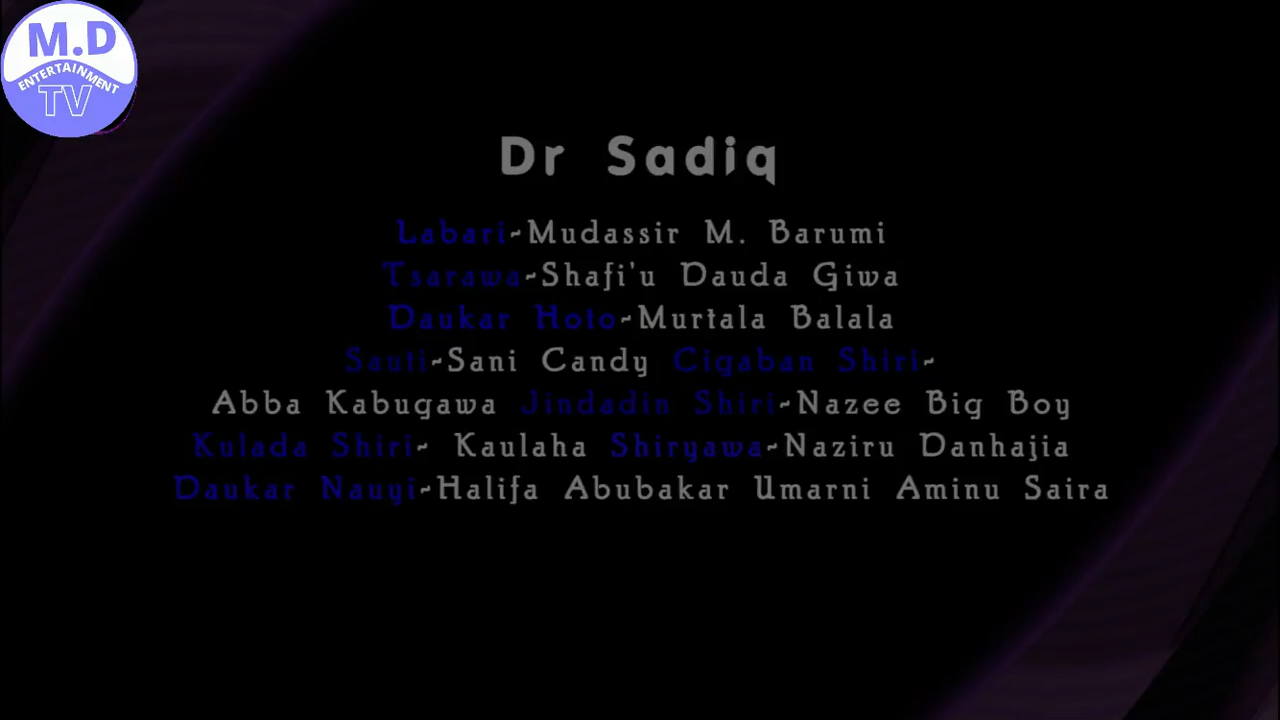 M.D
ENTERTAINMENT
TV
Dr Sadiq
Labari-Mudassir M. Barumi
Tsarawa-Shafi'u Dauda Giwa
Daukar Hoto-Murtala Balala
Sauti-Sani Candy Cigaban Shiri-
Abba Kabugawa Jindadin Shiri-Nazee Big Boy
Kulada Shiri- Kaulaha Shiryawa-Naziru Danhajia
Daukar Nauyi-Halifa Abubakar Umarni Aminu Saira